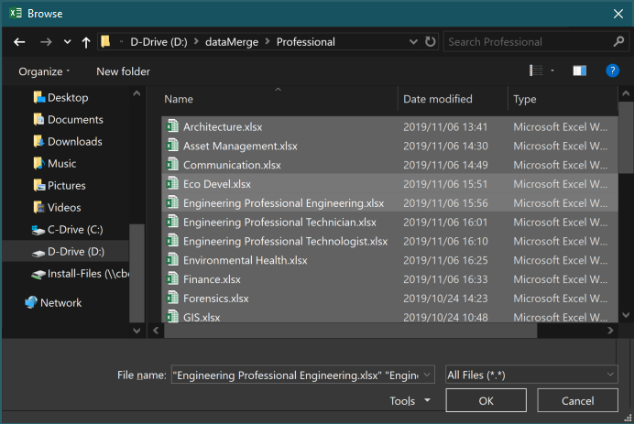 Browse
D-Drive (D:) > dataMerge > Professional
Search Professional
Organize
New folder
Desktop
Documents
Downloads
Music
Pictures
Videos
C-Drive (C:)
D-Drive (D:)
Install-Files (\\cbc
Network
Name Date modified Type
Architecture.xlsx 2019/11/06 13:41 Microsoft Excel W...
Asset Management.xlsx 2019/11/06 14:30 Microsoft Excel W...
Communication.xlsx 2019/11/06 14:49 Microsoft Excel W...
Eco Devel.xlsx 2019/11/06 15:51 Microsoft Excel W...
Engineering Professional Engineering.xlsx 2019/11/06 15:56 Microsoft Excel W...
Engineering Professional Technician.xlsx 2019/11/06 16:01 Microsoft Excel W...
Engineering Professional Technologist.xlsx 2019/11/06 16:10 Microsoft Excel W...
Environmental Health.xlsx 2019/11/06 16:25 Microsoft Excel W...
Finance.xlsx 2019/11/06 16:33 Microsoft Excel W...
Forensics.xlsx 2019/10/24 14:23 Microsoft Excel W...
GIS.xlsx 2019/10/24 10:48 Microsoft Excel W...
File name: "Engineering Professional Engineering.xlsx" "Engin
All Files (*.*)
Tools
OK
Cancel